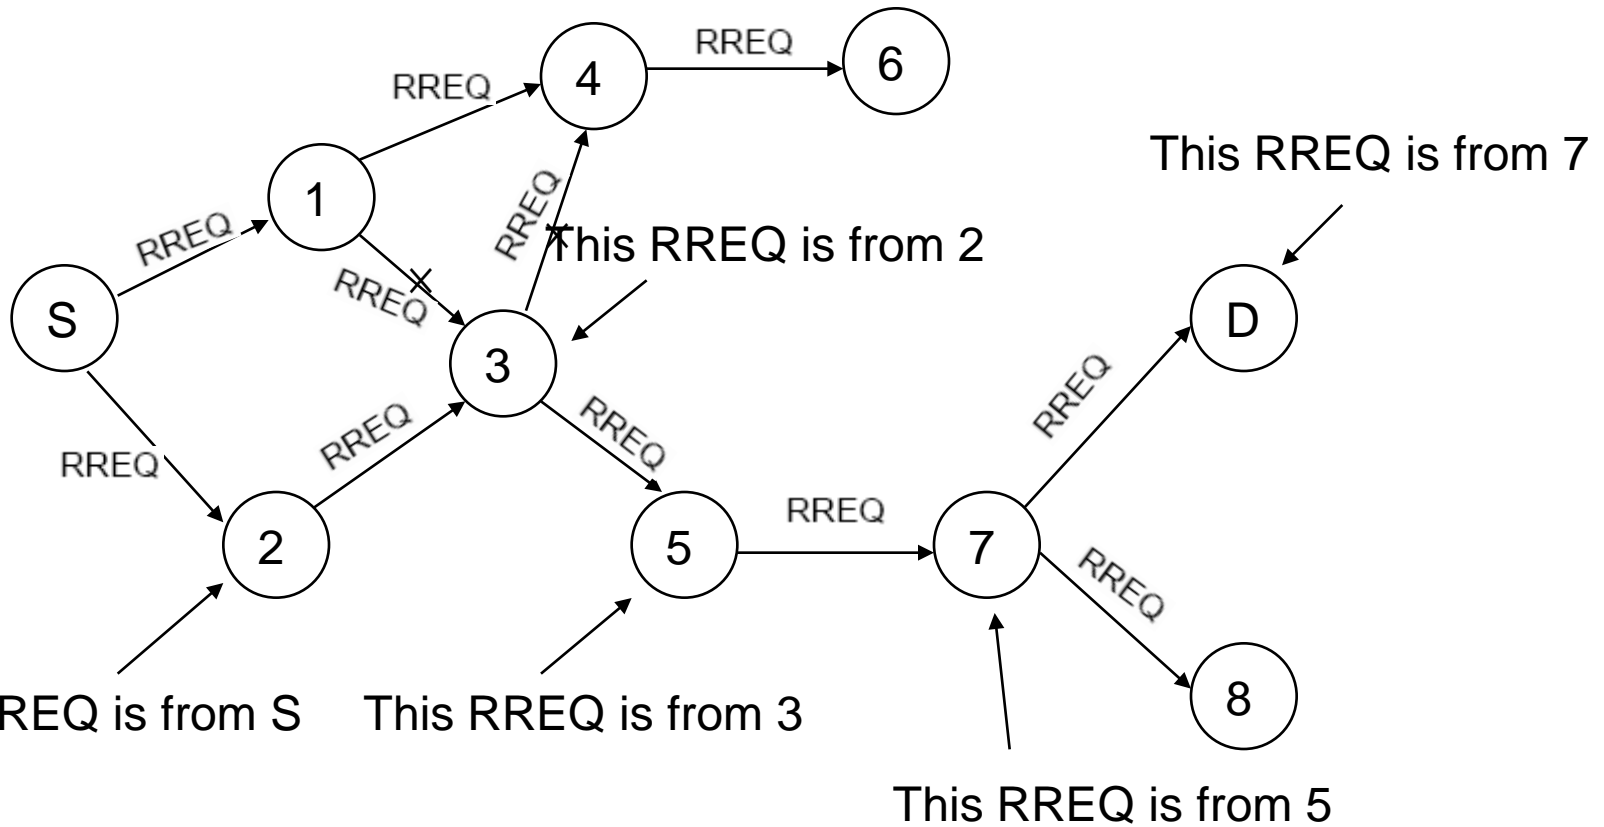 RREQ
6
4
RREQ
This RREQ is from 7
1
RREQ
RREQ
This RREQ is from 2
RREQ
S
D
3
RREQ
RREQ
RREQ
RREQ
RREQ
2
5
7
RREQ
8
REQ is from S
This RREQ is from 3
This RREQ is from 5